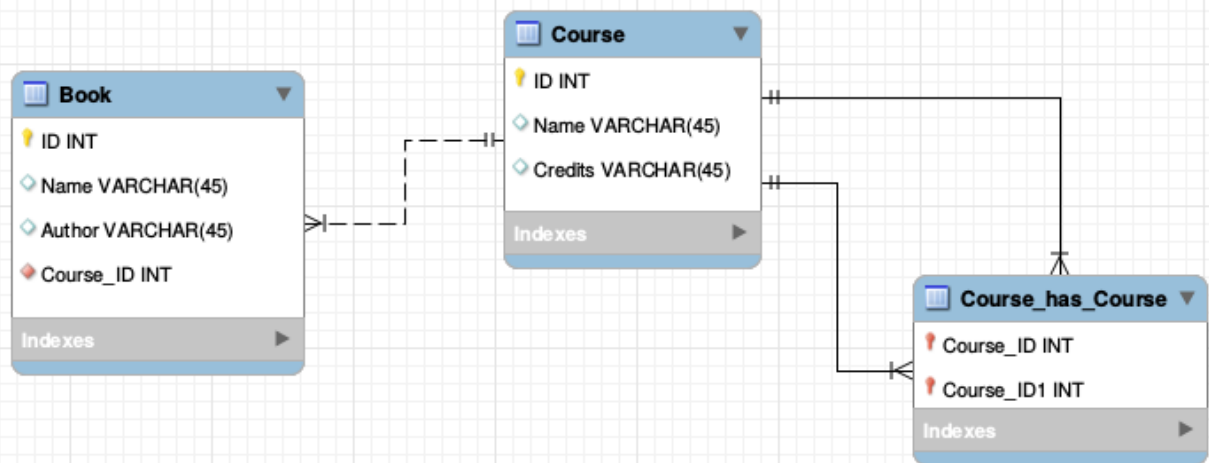 Book
ID INT
Name VARCHAR(45)
Author VARCHAR(45)
Course_ID INT
Indexes
Course
ID INT
Name VARCHAR(45)
Credits VARCHAR(45)
Indexes
Course_has_Course
Course_ID INT
Course_ID1 INT
Indexes